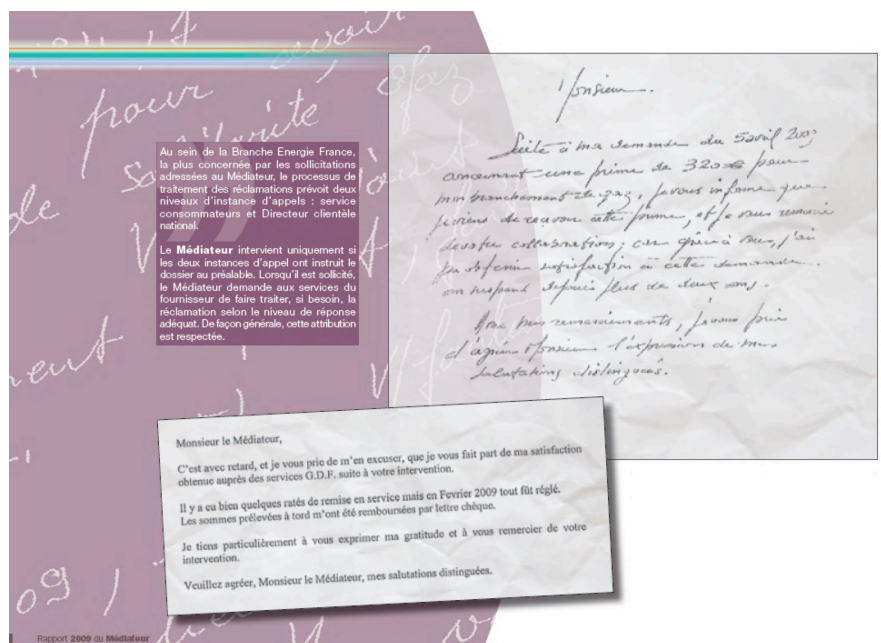 Au sein de la Branche Energie France,
la plus concernée par les sollicitations
adressées au Médiateur, le processus de
traitement des réclamations prévoit deux
niveaux d'instance d'appels : service
consommateurs et Directeur clientèle
national.
Le Médiateur intervient uniquement si
les deux instances d'appel ont instruit le
dossier au préalable. Lorsqu'il est sollicité,
le Médiateur demande aux services du
fournisseur de faire traiter, si besoin, la
réclamation selon le niveau de réponse
adéquat. De façon générale, cette attribution
est respectée.
Monsieur.
Suite à ma demande du 5 avril 2009
concernant une prime de 320€ pour
mon branchement de gaz, je vous informe que
je viens de recevoir cette prime, et je vous remercie
de votre collaboration; car grâce à vous, j'ai
pu obtenir satisfaction à cette demande
en suspens depuis plus de deux ans.
Avec mes remerciements, je vous prie
d'agréer Monsieur l'expression de mes
salutations distinguées.
Monsieur le Médiateur,
C'est avec retard, et je vous prie de m'en excuser, que je vous fait part de ma satisfaction
obtenue auprès des services G.D.F. suite à votre intervention.
Il y a eu bien quelques ratés de remise en service mais en Fevrier 2009 tout fût réglé.
Les sommes prélevées à tord m'ont été remboursées par lettre chèque.
Je tiens particulièrement à vous exprimer ma gratitude et à vous remercier de votre
intervention.
Veuillez agréer, Monsieur le Médiateur, mes salutations distinguées.
pour avoir
gaz
09
Rapport 2009 du Médiateur